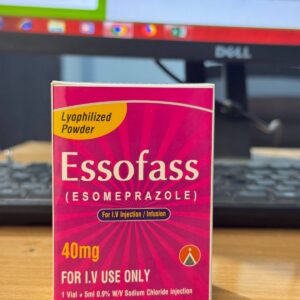 DELL
Lyophilized
Powder
Essofass
(ESOMEPRAZOLE)
For I.V Injection / Infusion
40mg
FOR I.V USE ONLY
1 Vial + 5ml 0.9% W/V Sodium Chloride Injection